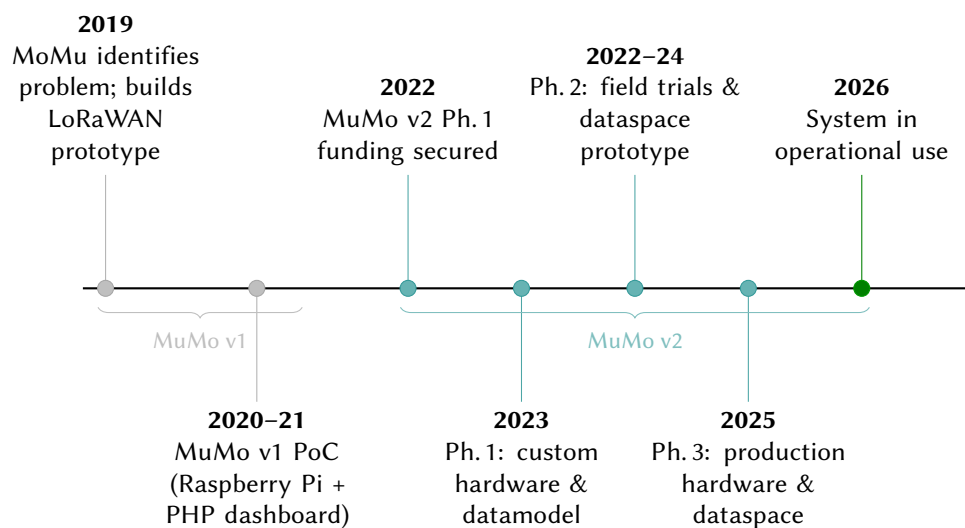 2019
MoMu identifies
problem; builds
LoRaWAN
prototype
2022
MuMo v2 Ph. 1
funding secured
2022–24
Ph. 2: field trials &
dataspace
prototype
2026
System in
operational use
MuMo v1
MuMo v2
2020–21
MuMo v1 PoC
(Raspberry Pi +
PHP dashboard)
2023
Ph. 1: custom
hardware &
datamodel
2025
Ph. 3: production
hardware &
dataspace